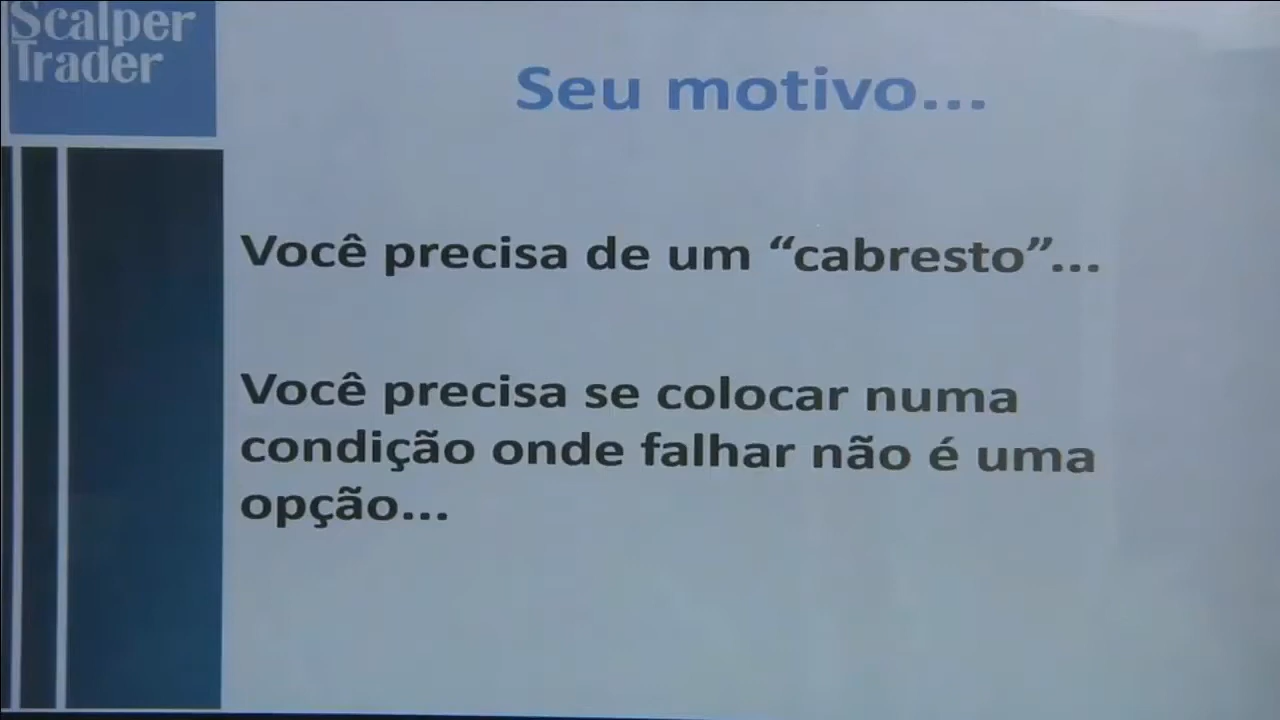 Scalper
Trader
Seu motivo...
Você precisa de um “cabresto”...
Você precisa se colocar numa
condição onde falhar não é uma
opção...